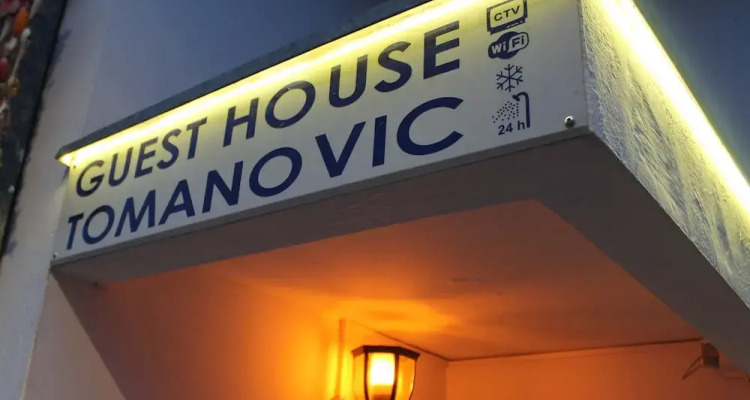 GUEST HOUSE
TOMANOVIC
CTV
WiFi
24 h